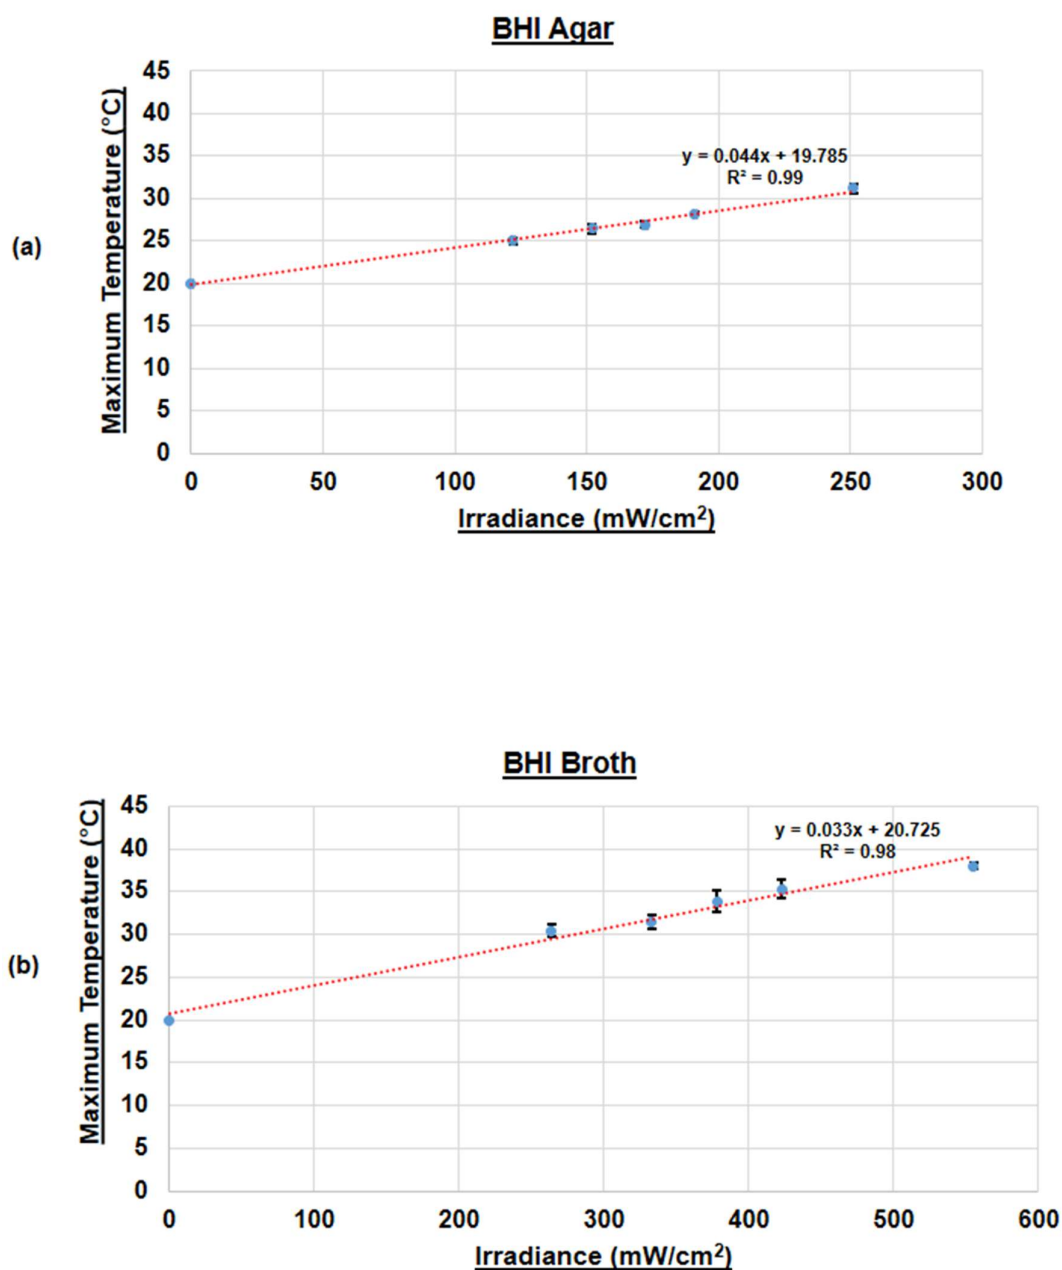 BHI Agar
(a)
Maximum Temperature (°C)
45
40
35
30
25
20
15
10
5
0
y = 0.044x + 19.785
R² = 0.99
0 50 100 150 200 250 300
Irradiance (mW/cm²)
BHI Broth
(b)
Maximum Temperature (°C)
45
40
35
30
25
20
15
10
5
0
y = 0.033x + 20.725
R² = 0.98
0 100 200 300 400 500 600
Irradiance (mW/cm²)